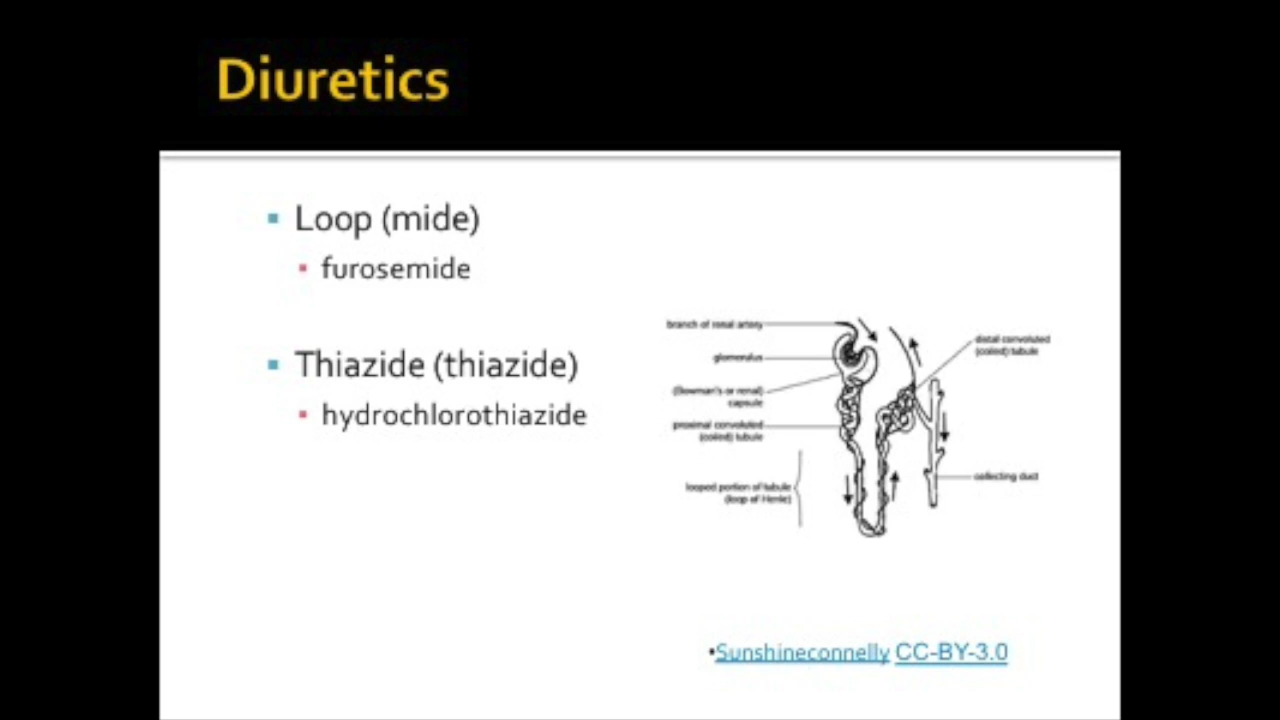 Diuretics
Loop (mide)
furosemide
Thiazide (thiazide)
hydrochlorothiazide
branch of renal artery
glomerulus
(Bowman's or renal)
capsule
proximal convoluted
(coiled) tubule
looped portion of tubule
(loop of Henle)
distal convoluted
(coiled) tubule
collecting duct
•Sunshineconnelly CC-BY-3.0